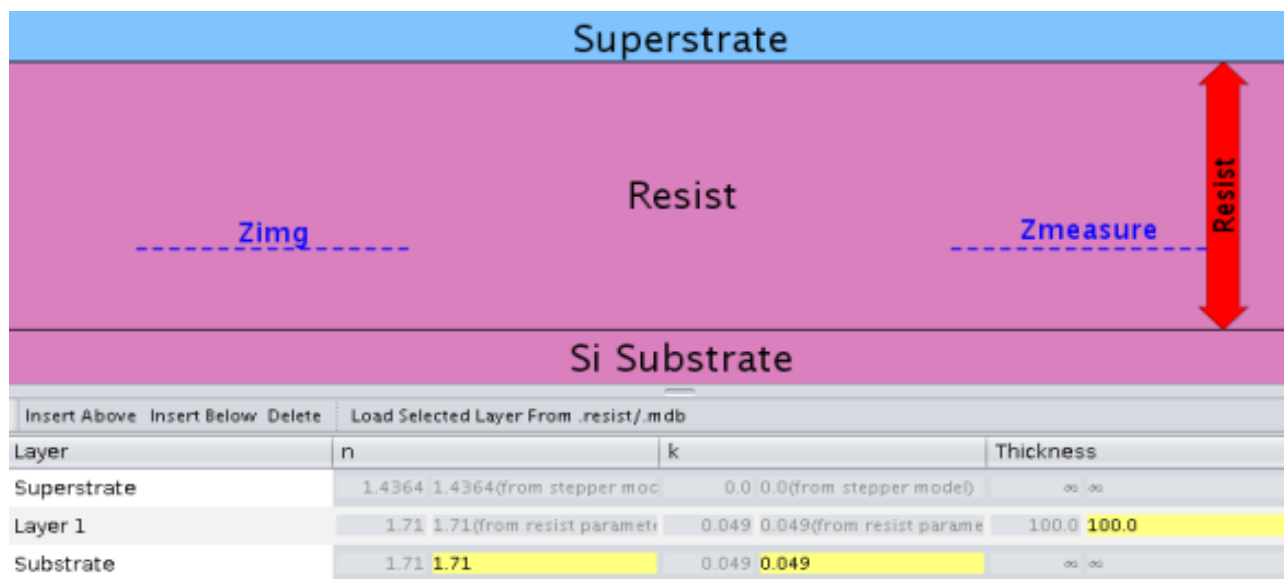 Superstrate
Resist
Resist
Zimg
Zmeasure
Si Substrate
Insert Above Insert Below Delete Load Selected Layer From .resist/.mdb
Layer n k Thickness
Superstrate 1.4364 1.4364(from stepper moc 0.0 0.0(from stepper model) ∞ ∞
Layer 1 1.71 1.71(from resist paramete 0.049 0.049(from resist parame 100.0 100.0
Substrate 1.71 1.71 0.049 0.049 ∞ ∞